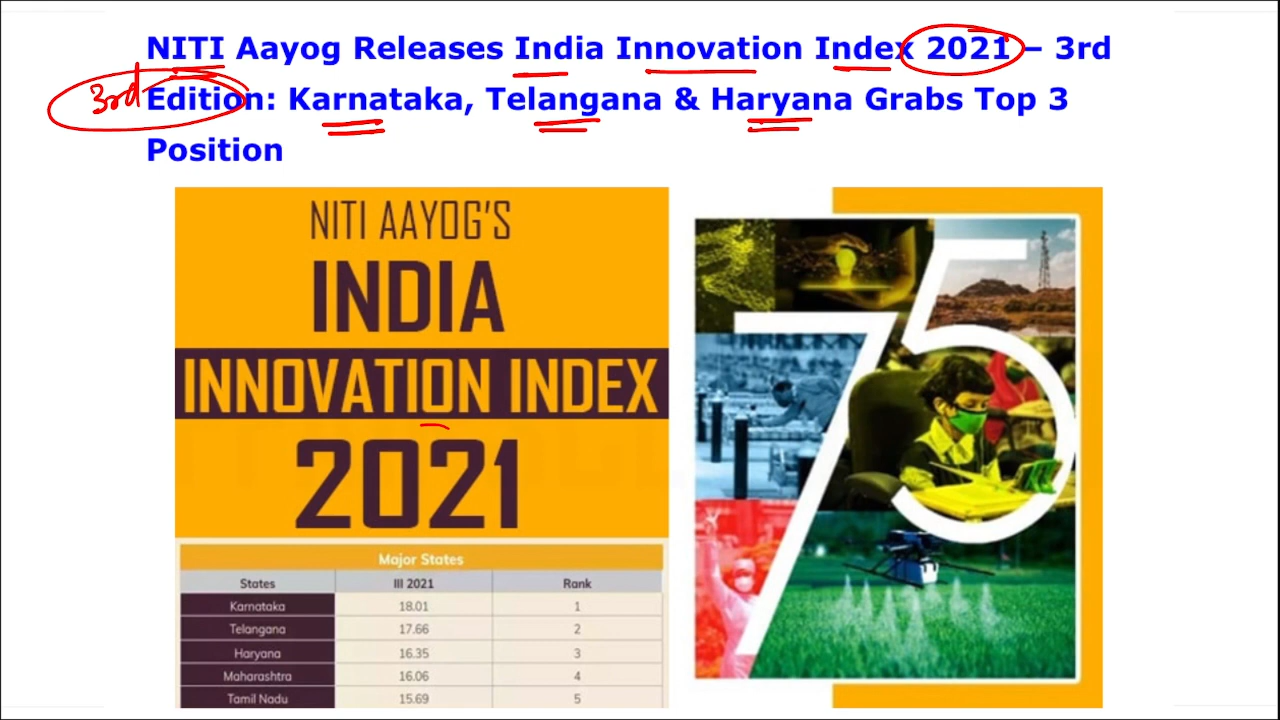 NITI Aayog Releases India Innovation Index 2021 – 3rd
3rd
Edition: Karnataka, Telangana & Haryana Grabs Top 3
Position
NITI AAYOG'S
INDIA
INNOVATION INDEX
2021
75
Major States
States III 2021 Rank
Karnataka 18.01 1
Telangana 17.66 2
Haryana 16.35 3
Maharashtra 16.06 4
Tamil Nadu 15.69 5